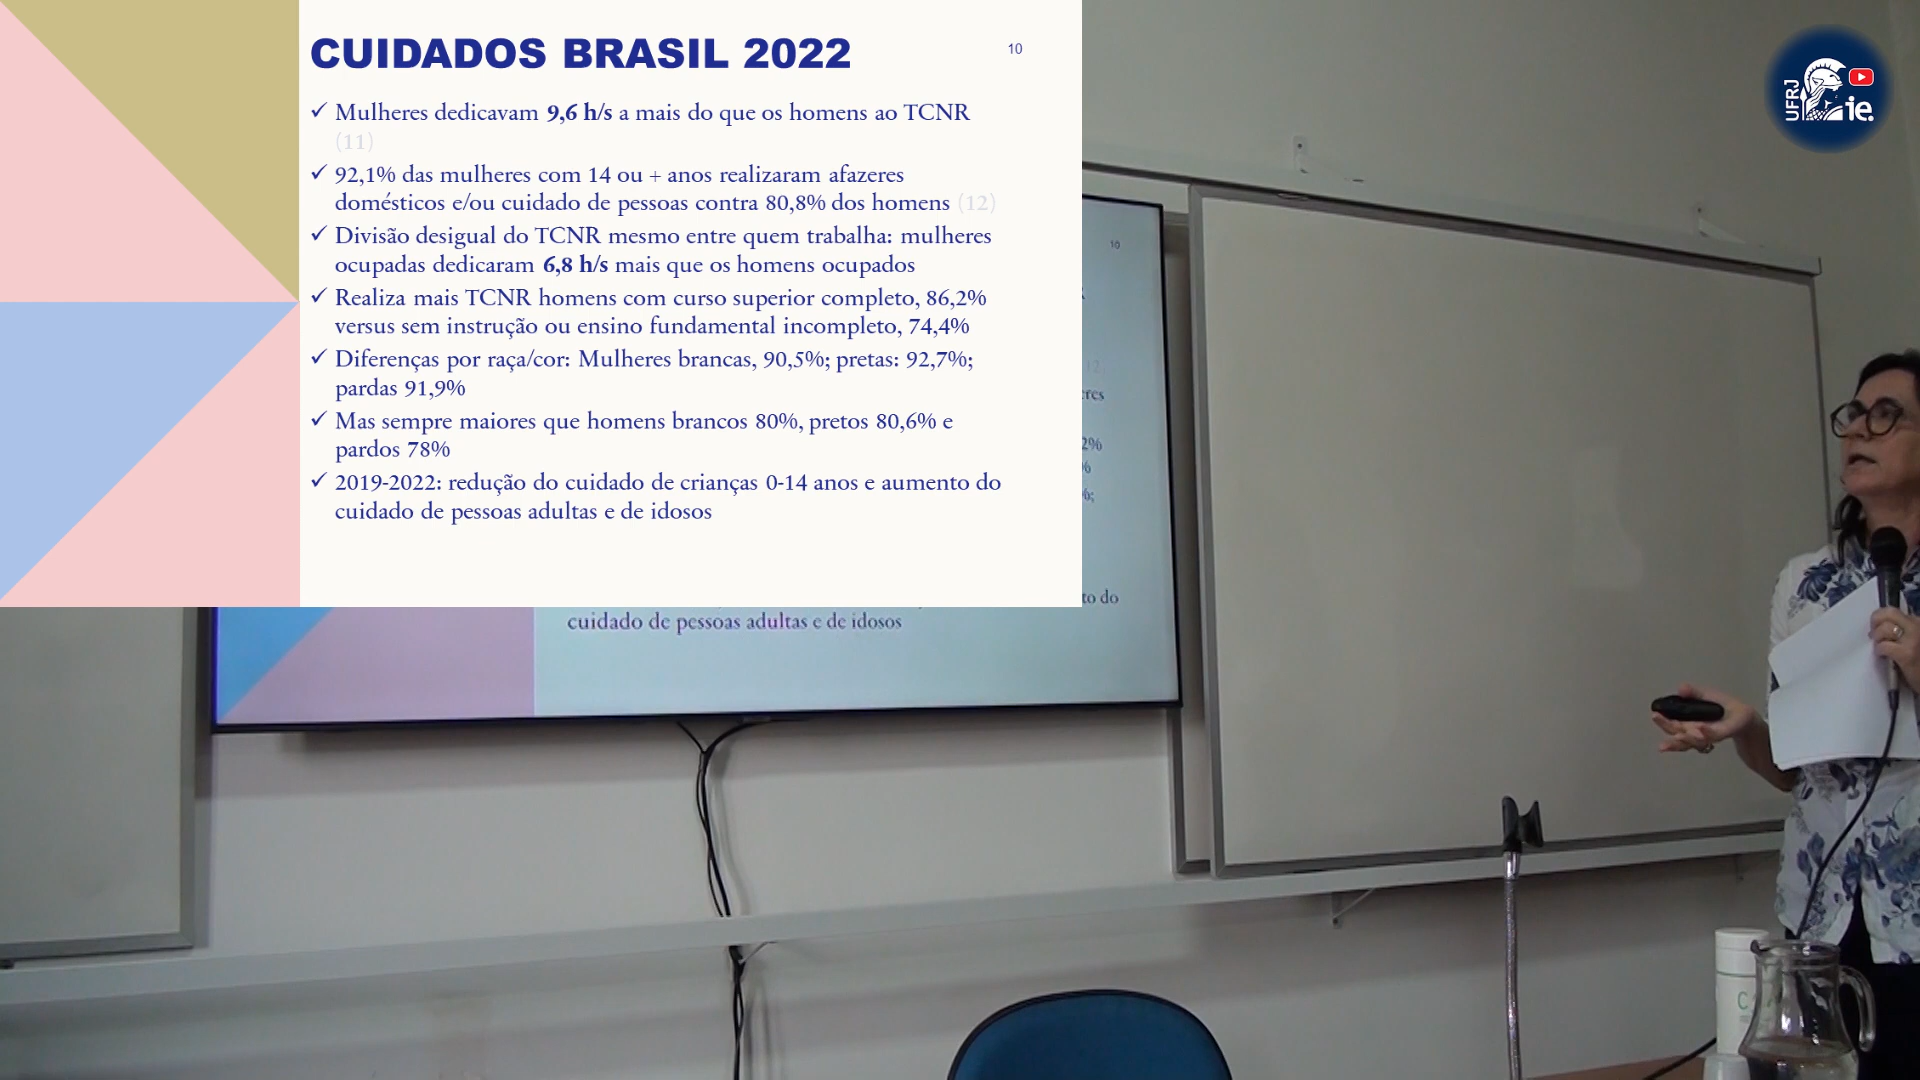 CUIDADOS BRASIL 2022
10
✓ Mulheres dedicavam 9,6 h/s a mais do que os homens ao TCNR
(11)
✓ 92,1% das mulheres com 14 ou + anos realizaram afazeres
domésticos e/ou cuidado de pessoas contra 80,8% dos homens (12)
✓ Divisão desigual do TCNR mesmo entre quem trabalha: mulheres
ocupadas dedicaram 6,8 h/s mais que os homens ocupados
✓ Realiza mais TCNR homens com curso superior completo, 86,2%
versus sem instrução ou ensino fundamental incompleto, 74,4%
✓ Diferenças por raça/cor: Mulheres brancas, 90,5%; pretas: 92,7%;
pardas 91,9%
✓ Mas sempre maiores que homens brancos 80%, pretos 80,6% e
pardos 78%
✓ 2019-2022: redução do cuidado de crianças 0-14 anos e aumento do
cuidado de pessoas adultas e de idosos
UFRJ
ie.
10
to do
cuidado de pessoas adultas e de idosos